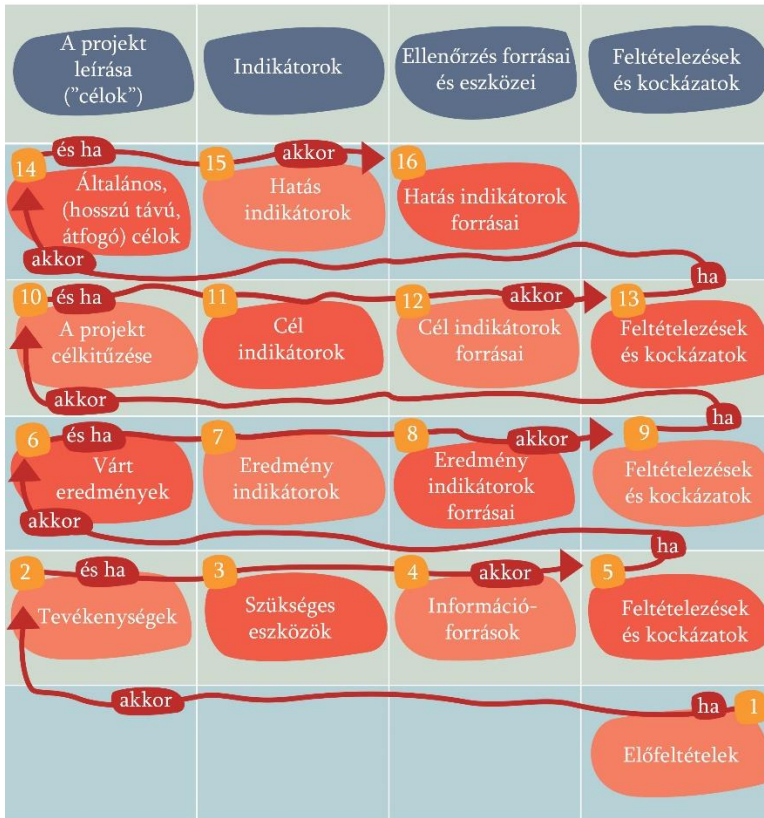 A projekt
leírása
("célok")
Indikátorok
Ellenőrzés forrásai
és eszközei
Feltételezések
és kockázatok
14
és ha
15
akkor
16
Általános,
(hosszú távú,
átfogó) célok
Hatás
indikátorok
Hatás indikátorok
forrásai
akkor
ha
10
és ha
11
12
akkor
13
A projekt
célkitűzése
Cél
indikátorok
Cél indikátorok
forrásai
Feltételezések
és kockázatok
akkor
ha
6
és ha
7
8
akkor
9
Várt
eredmények
Eredmény
indikátorok
Eredmény
indikátorok
forrásai
Feltételezések
és kockázatok
akkor
ha
2
és ha
3
4
akkor
5
Tevékenységek
Szükséges
eszközök
Információ-
források
Feltételezések
és kockázatok
akkor
ha
1
Előfeltételek